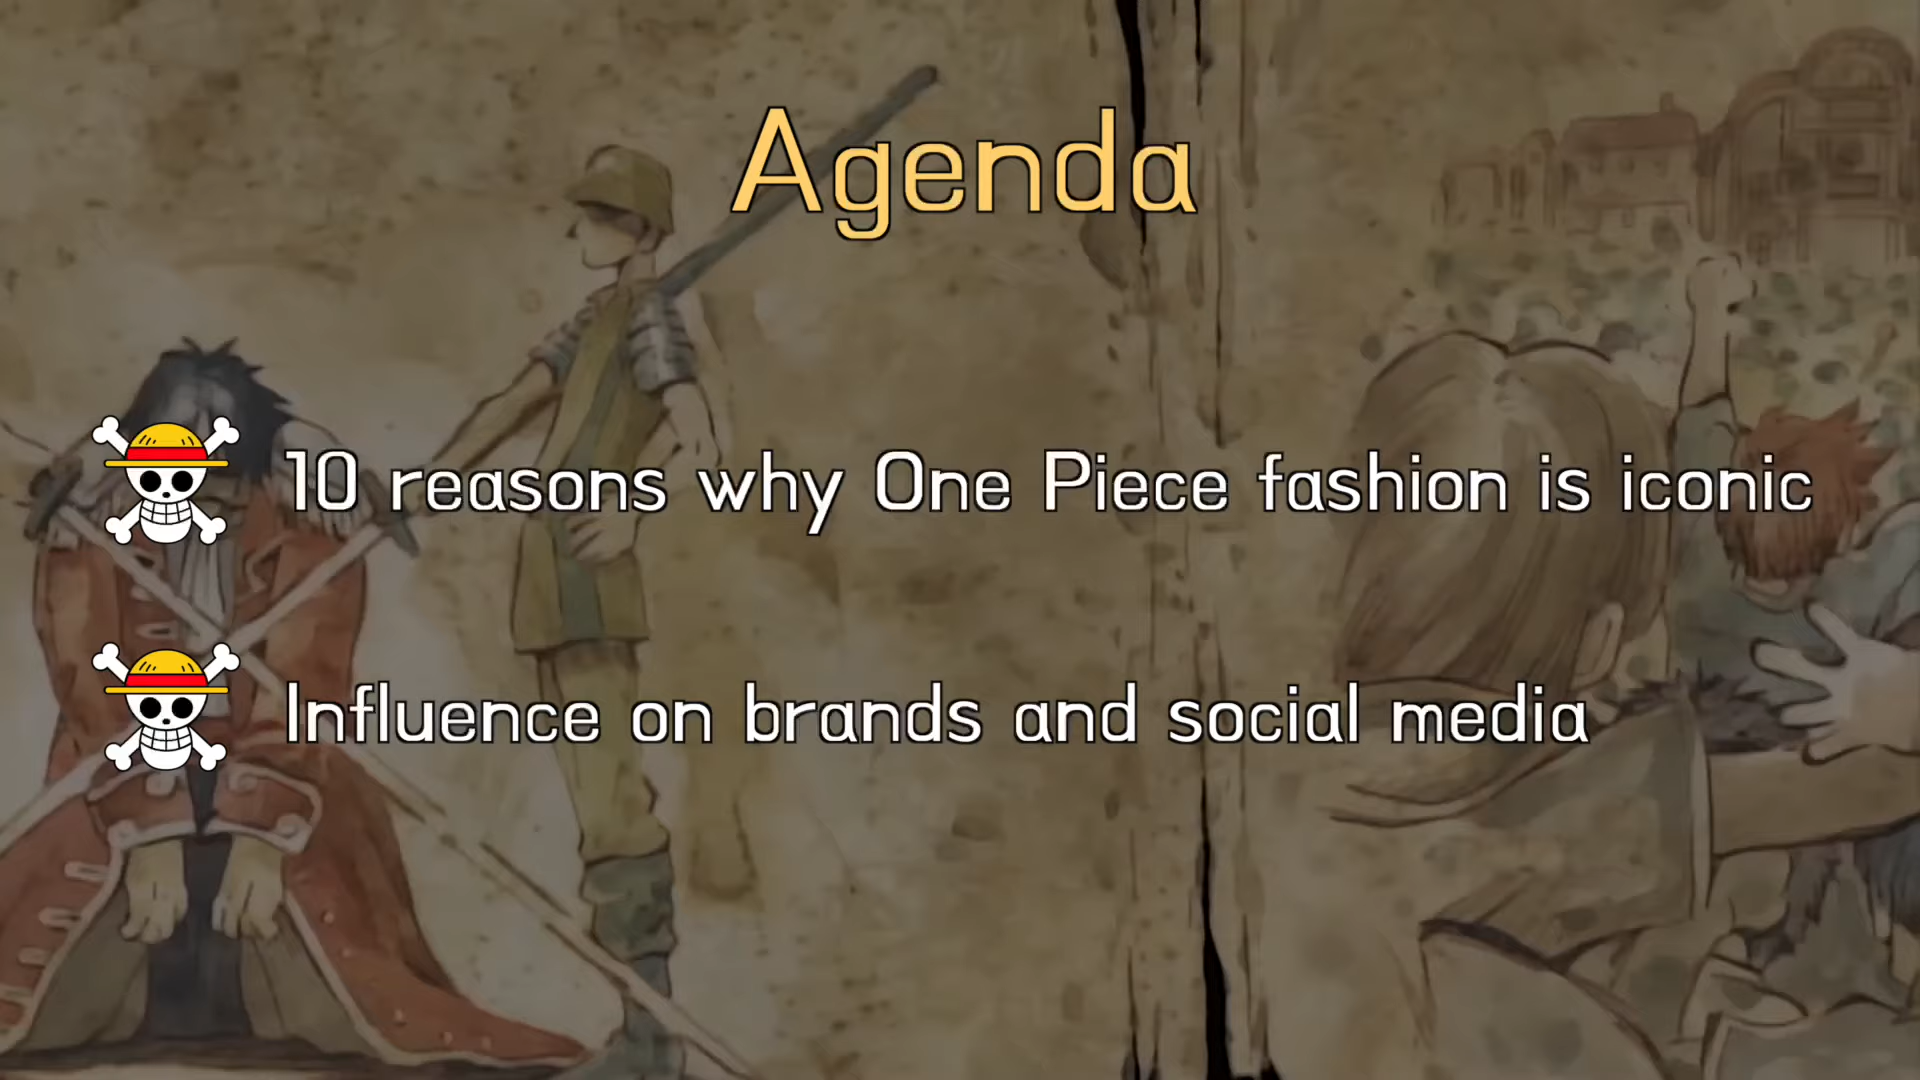 Agenda
10 reasons why One Piece fashion is iconic
Influence on brands and social media